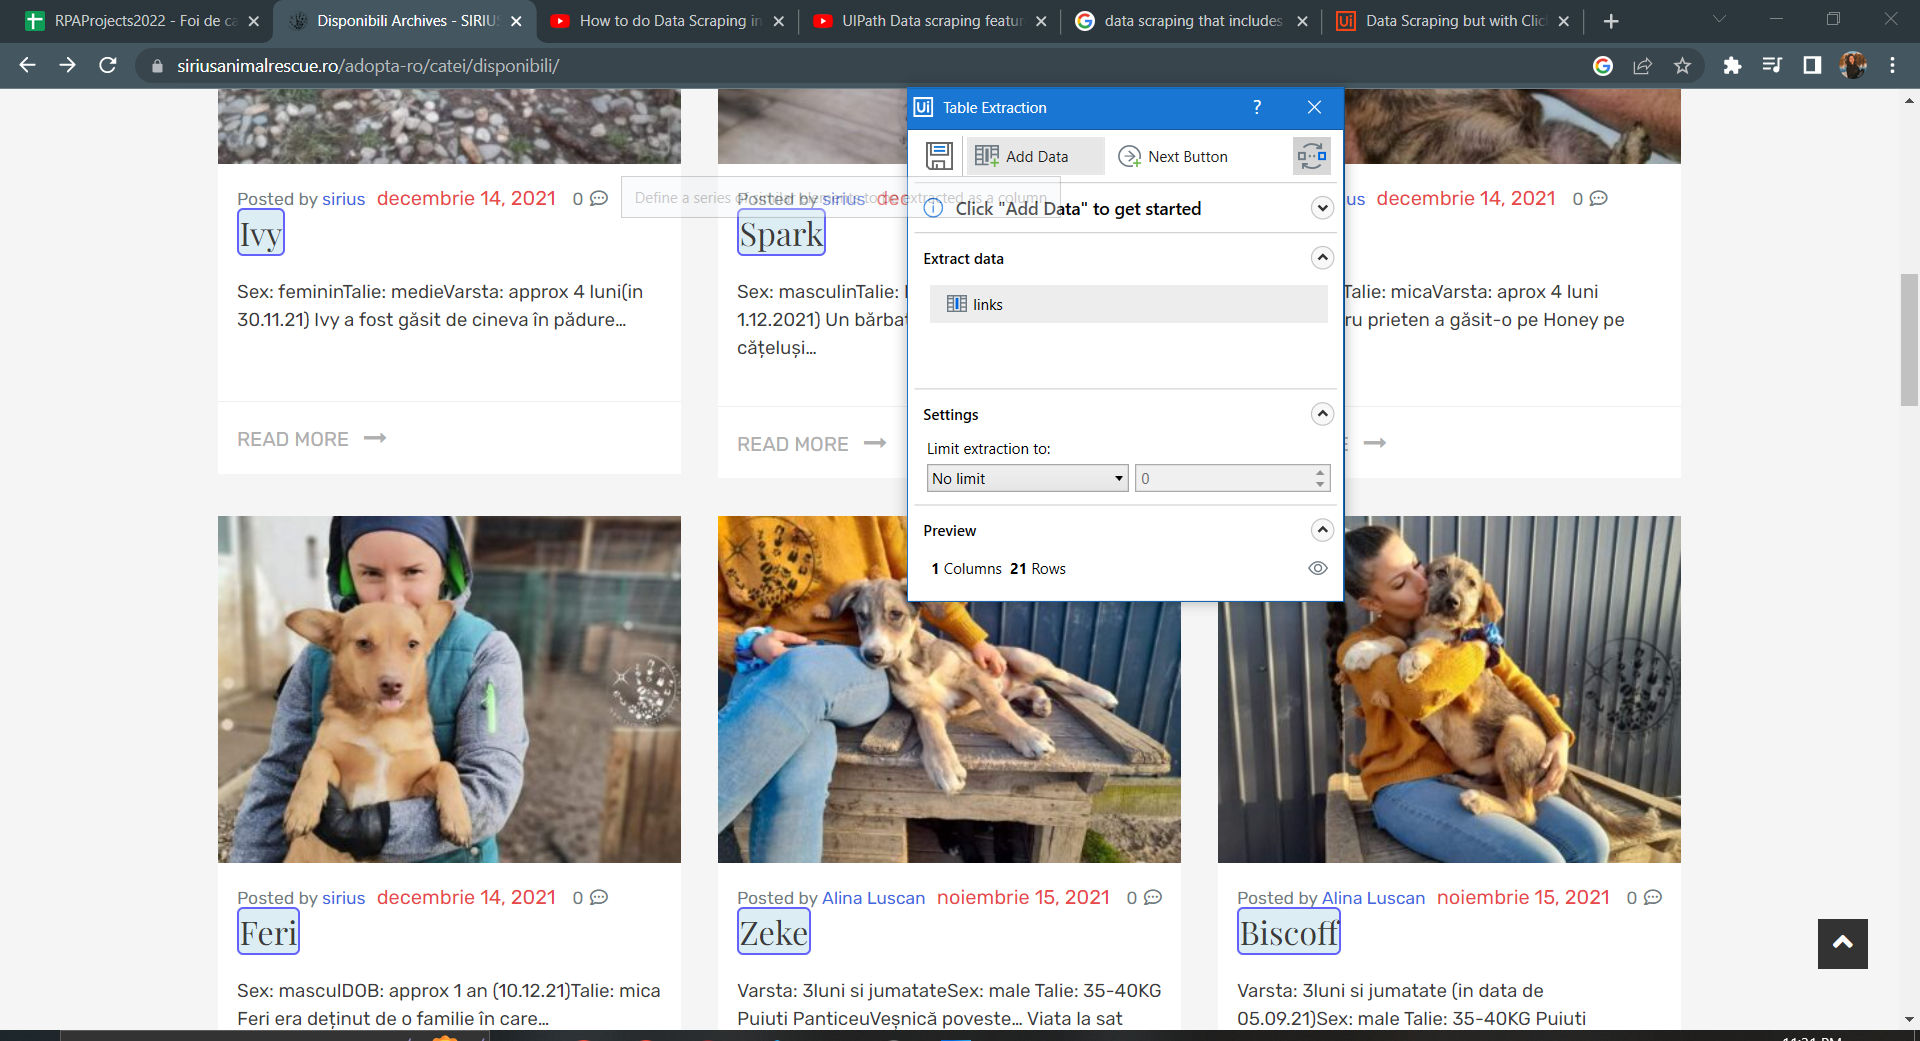 RPAProjects2022 - Foi de ca
Disponibili Archives - SIRIUS
How to do Data Scraping in
UIPath Data scraping featur
data scraping that includes
Data Scraping but with Clic
siriusanimalrescue.ro/adopta-ro/catei/disponibili/
Table Extraction
?
Add Data
Next Button
Define a series of similar elements to be extracted as a column
Click "Add Data" to get started
Extract data
links
Settings
Limit extraction to:
No limit
0
Preview
1 Columns 21 Rows
Posted by sirius decembrie 14, 2021 0
Ivy
Sex: femininTalie: medieVarsta: approx 4 luni(in
30.11.21) Ivy a fost găsit de cineva în pădure...
READ MORE
Posted by sirius dec
Spark
Sex: masculinTalie:
1.12.2021) Un bărbat
cățeluși...
READ MORE
us decembrie 14, 2021 0
Talie: micaVarsta: aprox 4 luni
ru prieten a găsit-o pe Honey pe
E
Posted by sirius decembrie 14, 2021 0
Feri
Sex: masculDOB: approx 1 an (10.12.21)Talie: mica
Feri era deținut de o familie în care...
Posted by Alina Luscan noiembrie 15, 2021 0
Zeke
Varsta: 3luni si jumatateSex: male Talie: 35-40KG
Puiuti PanticeuVeșnică poveste... Viata la sat
Posted by Alina Luscan noiembrie 15, 2021 0
Biscoff
Varsta: 3luni si jumatate (in data de
05.09.21)Sex: male Talie: 35-40KG Puiuti